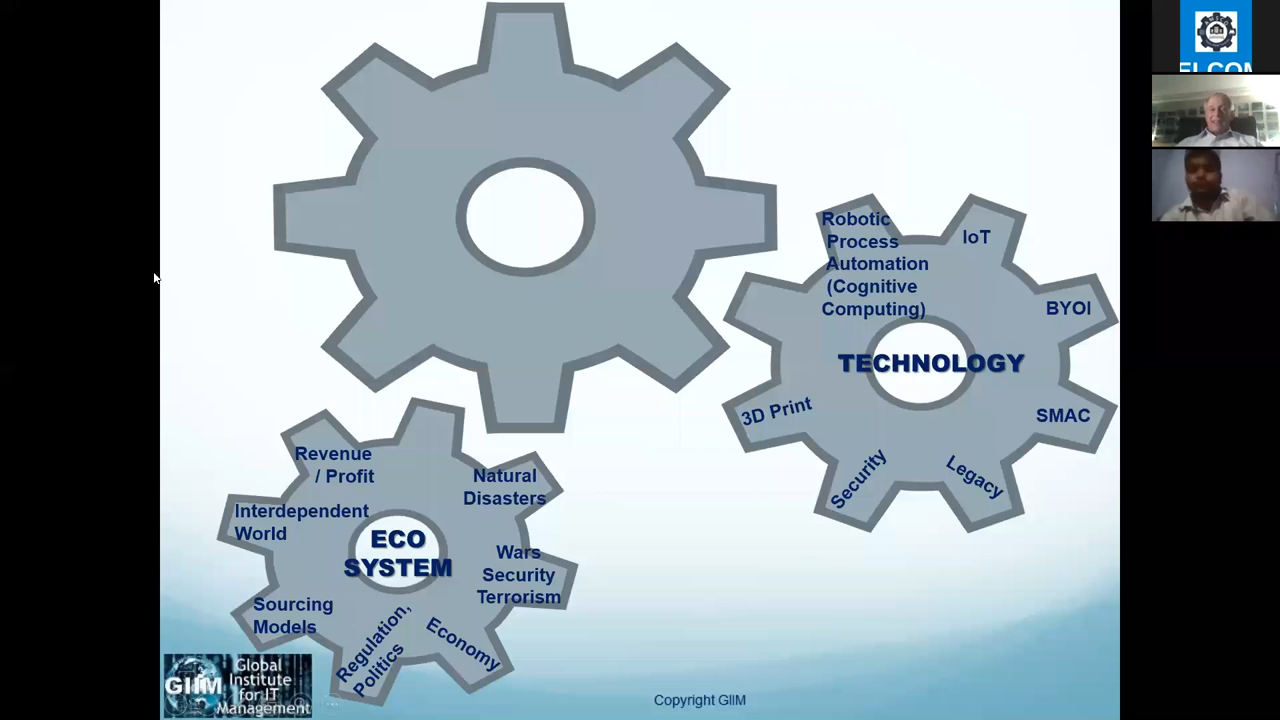 Robotic
Process
Automation
(Cognitive
Computing)
IoT
BYOI
TECHNOLOGY
3D Print
SMAC
Security
Legacy
Revenue
/ Profit
Natural
Disasters
Interdependent
World
ECO
SYSTEM
Wars
Security
Terrorism
Sourcing
Models
Regulation,
Politics
Economy
GIIM
Global
Institute
for IT
Management
Copyright GIIM